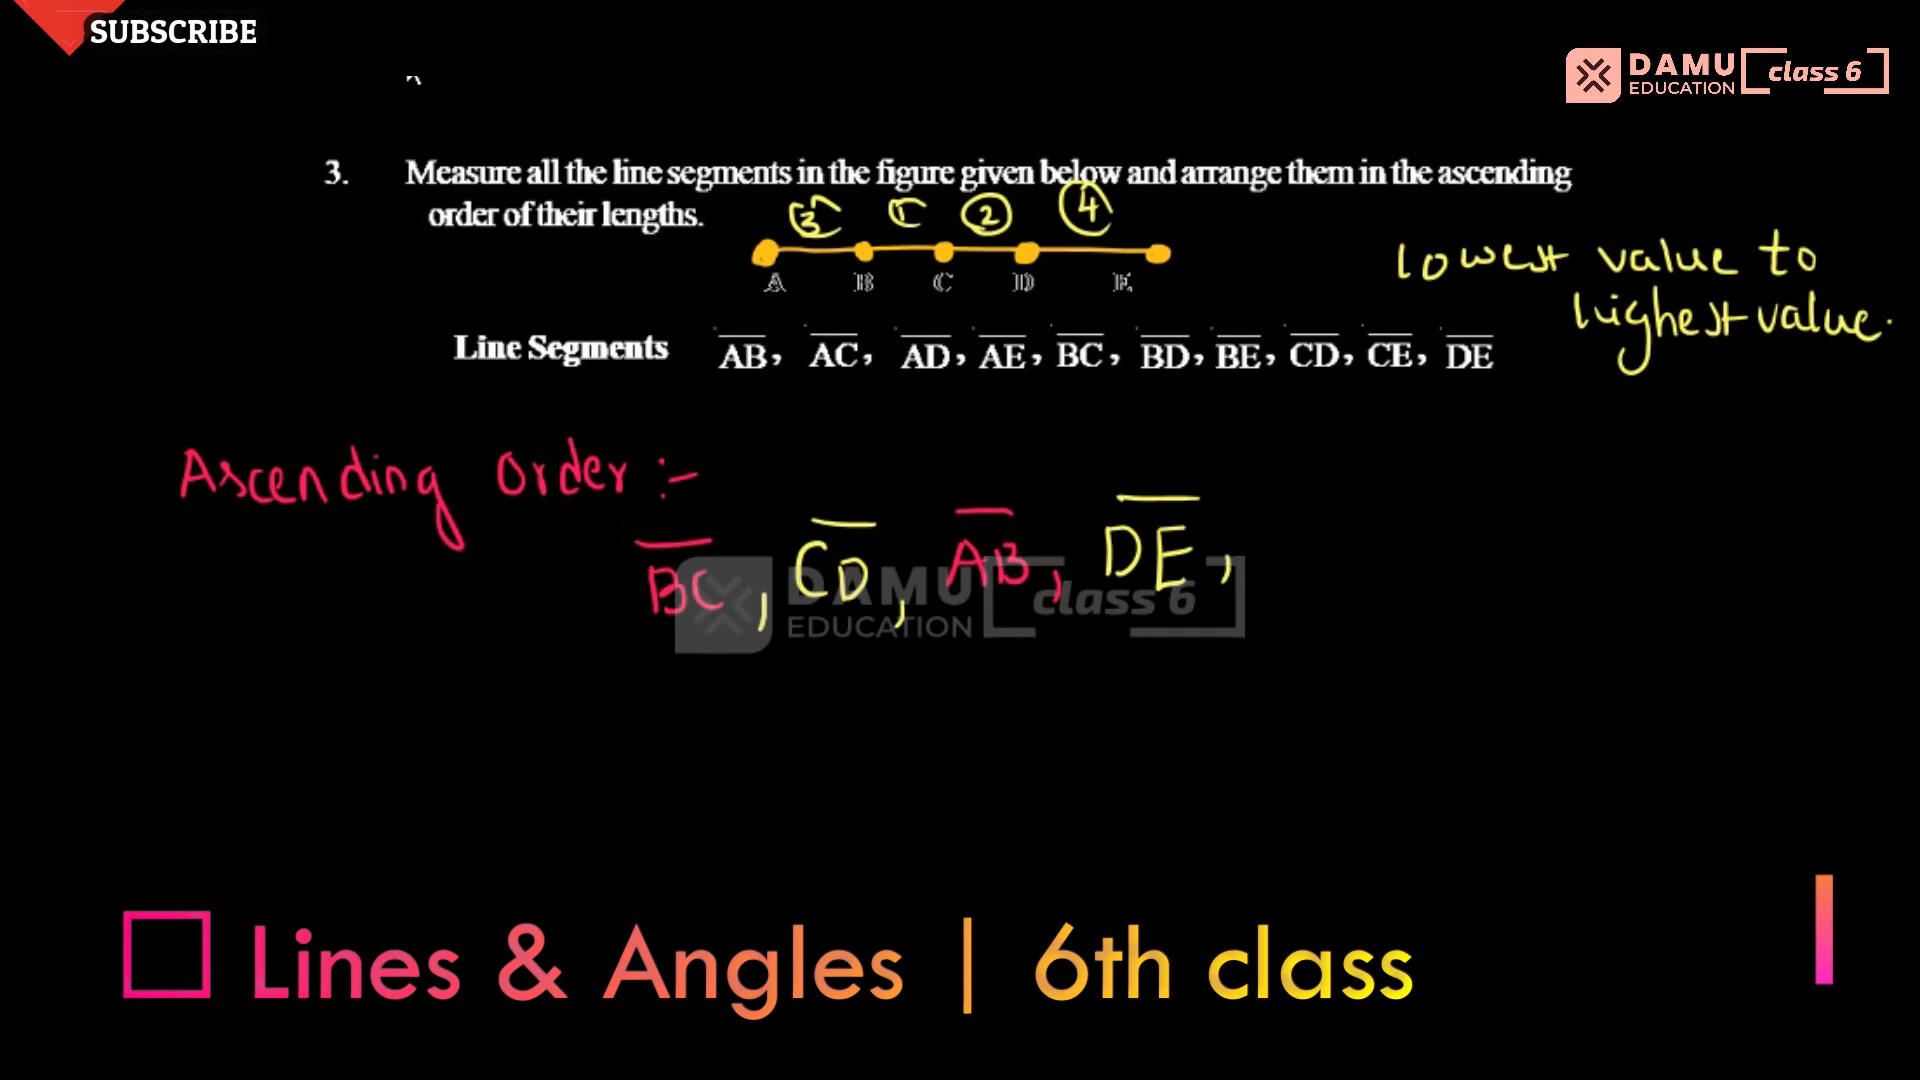 SUBSCRIBE
DAMU EDUCATION class 6
3. Measure all the line segments in the figure given below and arrange them in the ascending
order of their lengths.
3 1 2 4
A B C D E
lowest value to
highest value.
Line Segments AB, AC, AD, AE, BC, BD, BE, CD, CE, DE
Ascending Order :-
BC, CD, AB, DE,
DAMU EDUCATION class 6
Lines & Angles | 6th class